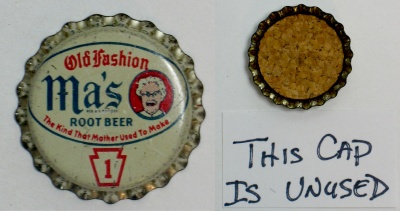 Old Fashion
Ma's
ROOT BEER
The Kind That Mother Used To Make
1
THIS CAP
IS UNUSED